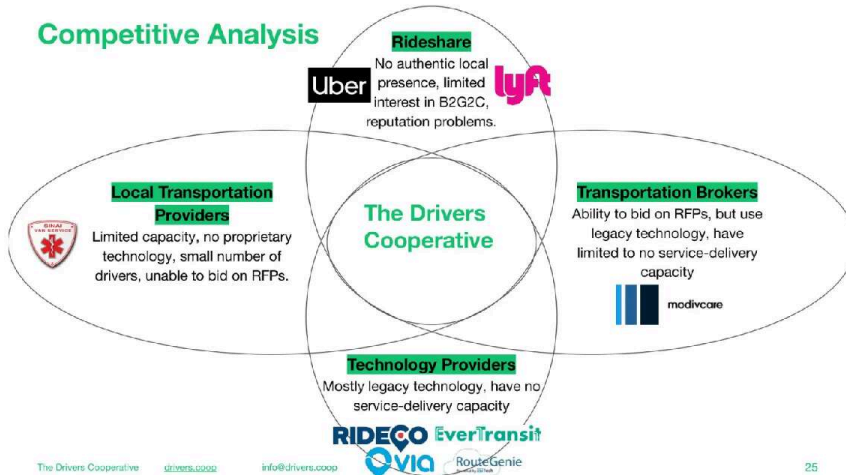 Competitive Analysis
Rideshare
No authentic local
presence, limited
interest in B2G2C,
reputation problems.
Uber
lyft
Local Transportation
Providers
Limited capacity, no proprietary
technology, small number of
drivers, unable to bid on RFPs.
SINAI
VAN SERVICE
The Drivers
Cooperative
Transportation Brokers
Ability to bid on RFPs, but use
legacy technology, have
limited to no service-delivery
capacity
modivcare
Technology Providers
Mostly legacy technology, have no
service-delivery capacity
RIDECO EverTransit
via RouteGenie
The Drivers Cooperative drivers.coop info@drivers.coop 25